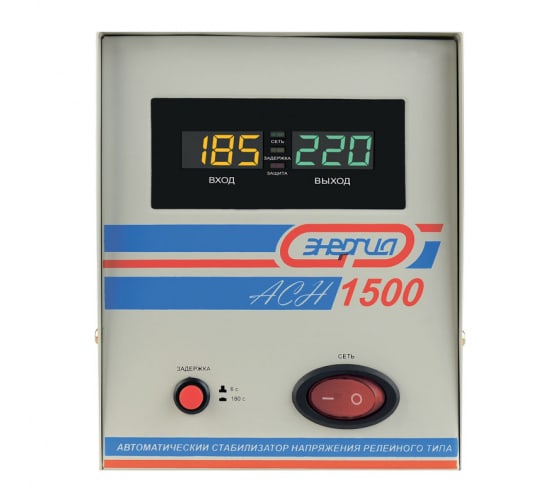 185 220
СЕТЬ
ЗАДЕРЖКА
ЗАЩИТА
ВХОД ВЫХОД
ЭНЕРГИЯ
АСН 1500
ЗАДЕРЖКА
6 с
180 с
СЕТЬ
АВТОМАТИЧЕСКИЙ СТАБИЛИЗАТОР НАПРЯЖЕНИЯ РЕЛЕЙНОГО ТИПА